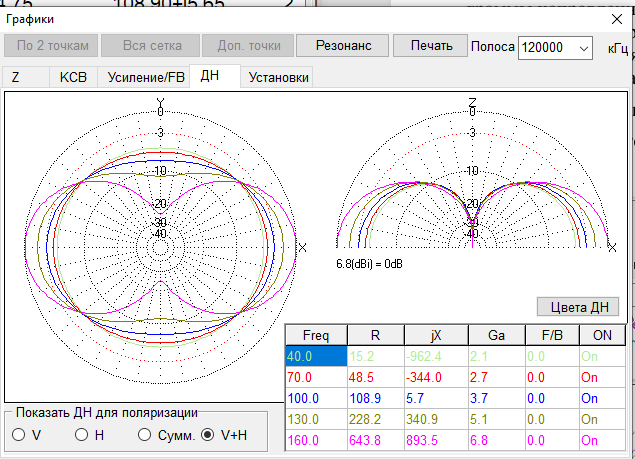 4.75 108.90+j5.65 2
Графики
По 2 точкам Вся сетка Доп. точки Резонанс Печать Полоса 120000 кГц
Z КСВ Усиление/FB ДН Установки
Y
0
-3
-10
-20
-30
-40
X
Z
0
-3
-10
-20
-30
-40
X
6.8(dBi) = 0dB
Цвета ДН
Freq R jX Ga F/B ON
40.0 15.2 -962.4 2.1 0.0 On
70.0 48.5 -344.0 2.7 0.0 On
100.0 108.9 5.7 3.7 0.0 On
130.0 228.2 340.9 5.1 0.0 On
160.0 643.8 893.5 6.8 0.0 On
Показать ДН для поляризации
V H Сумм. V+H